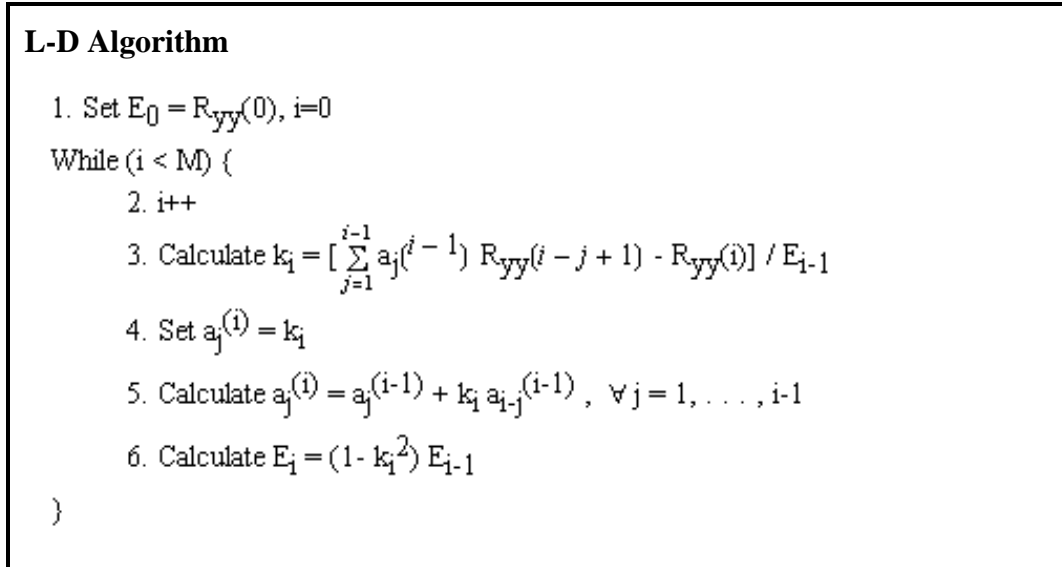 L-D Algorithm
1. Set E₀ = Ryy(0), i=0
While (i < M) {
2. i++
3. Calculate kᵢ = [ ∑_{j=1}^{i−1} aⱼ(^{i − 1}) Ryy(i − j + 1) - Ryy(i)] / Eᵢ₋₁
4. Set aⱼ⁽ⁱ⁾ = kᵢ
5. Calculate aⱼ⁽ⁱ⁾ = aⱼ⁽ⁱ⁻¹⁾ + kᵢ aᵢ₋ⱼ⁽ⁱ⁻¹⁾ , ∀ j = 1, . . . , i-1
6. Calculate Eᵢ = (1- kᵢ²) Eᵢ₋₁
}